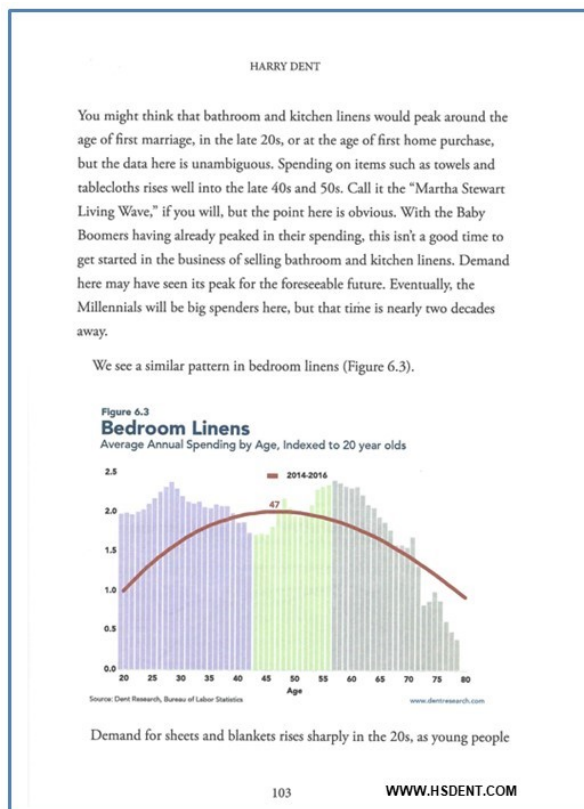 HARRY DENT
You might think that bathroom and kitchen linens would peak around the
age of first marriage, in the late 20s, or at the age of first home purchase,
but the data here is unambiguous. Spending on items such as towels and
tablecloths rises well into the late 40s and 50s. Call it the “Martha Stewart
Living Wave,” if you will, but the point here is obvious. With the Baby
Boomers having already peaked in their spending, this isn’t a good time to
get started in the business of selling bathroom and kitchen linens. Demand
here may have seen its peak for the foreseeable future. Eventually, the
Millennials will be big spenders here, but that time is nearly two decades
away.
We see a similar pattern in bedroom linens (Figure 6.3).
Figure 6.3
Bedroom Linens
Average Annual Spending by Age, Indexed to 20 year olds
2014-2016
2.5
47
2.0
1.5
1.0
0.5
0.0
20 25 30 35 40 45 50 55 60 65 70 75 80
Age
Source: Dent Research, Bureau of Labor Statistics www.dentresearch.com
Demand for sheets and blankets rises sharply in the 20s, as young people
103 WWW.HSDENT.COM